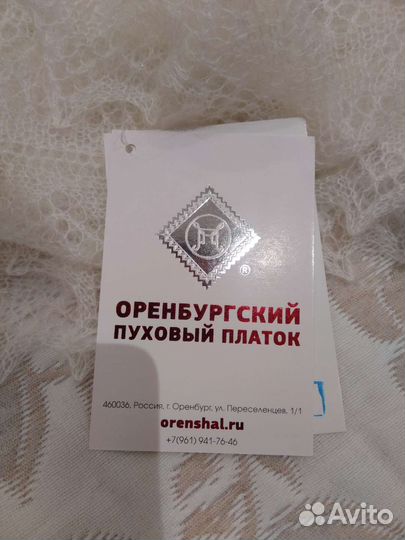 ®
ОРЕНБУРГСКИЙ
ПУХОВЫЙ ПЛАТОК
460036, Россия, г. Оренбург, ул. Переселенцев, 1/1
orenshal.ru
+7(961) 941-76-46
Avito